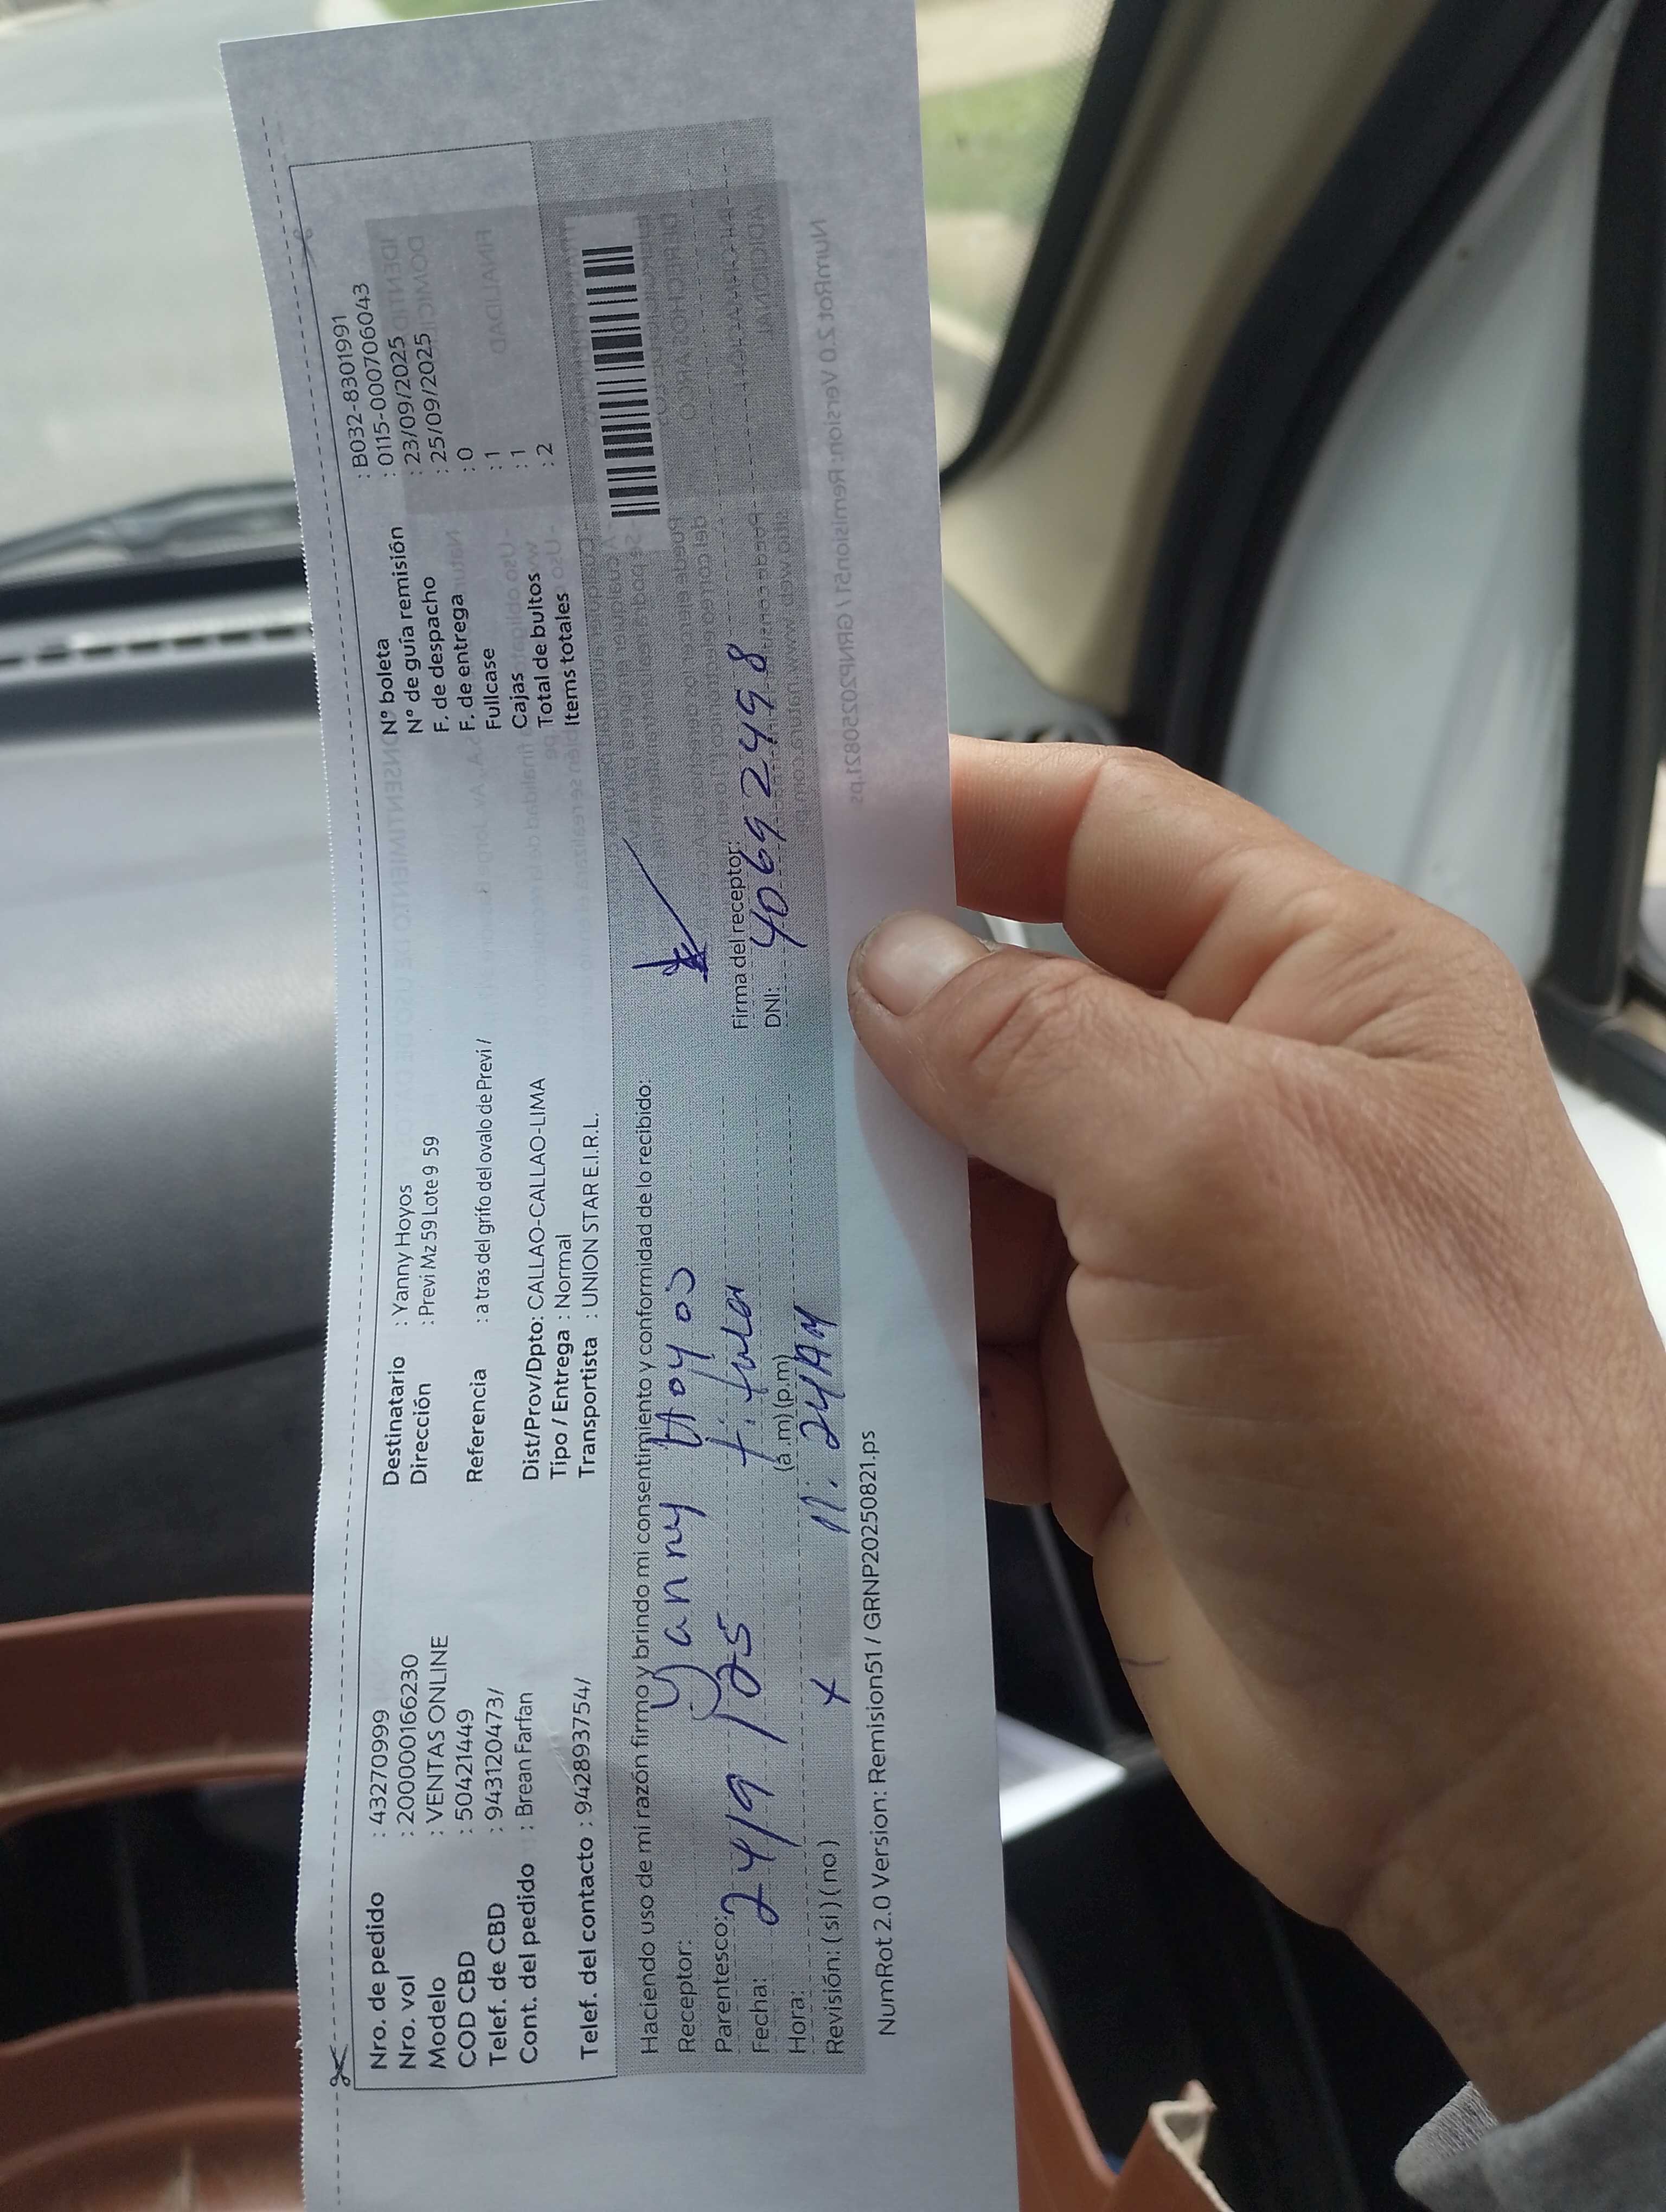 Nro. de pedido : 432709999
Nro. vol : 200000166230
Modelo : VENTAS ONLINE
COD CBD : 50421449
Telef. de CBD : 943120473/
Cont. del pedido : Brean Farfan
Telef. del contacto : 942893754/
Destinatario : Yanny Hoyos
Dirección : Previ Mz 59 Lote 9 59
Referencia : a tras del grifo del ovalo de Previ /
Dist/Prov/Dpto: CALLAO-CALLAO-LIMA
Tipo / Entrega : Normal
Transportista : UNION STAR E.I.R.L.
N° boleta : B032-8301991
N° de guía remisión : 0115-000706043
F. de despacho : 23/09/2025
F. de entrega : 25/09/2025
Fullcase : 0
Cajas : 1
Total de bultos : 1
Items totales : 2
Haciendo uso de mi razón firmo y brindo mi consentimiento y conformidad de lo recibido:
Receptor: Yanny Hoyos
Parentesco: titular
Fecha: 24/9/25
Hora: (a.m) (p.m) 11:24AM
Revisión: ( si ) ( no ) x
Firma del receptor:
DNI: 40692498
NumRot 2.0 Version: Remision51 / GRNP20250821.ps